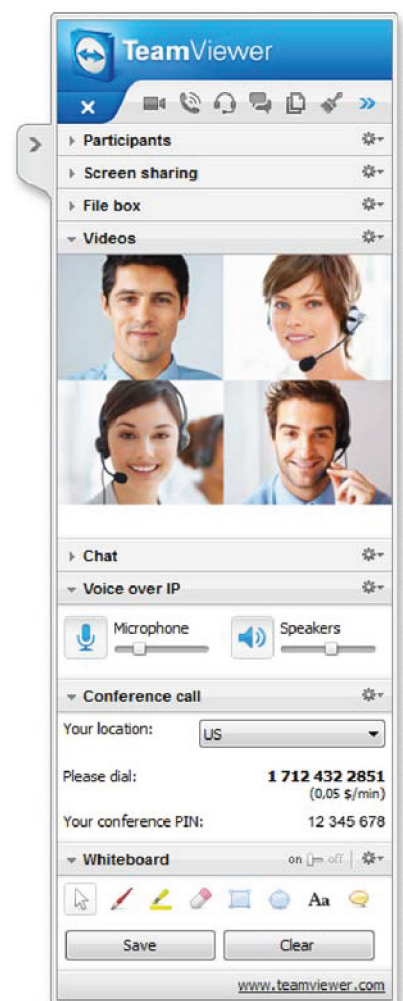 TeamViewer
Participants
Screen sharing
File box
Videos
Chat
Voice over IP
Microphone Speakers
Conference call
Your location: US
Please dial: 1 712 432 2851
(0,05 $/min)
Your conference PIN: 12 345 678
Whiteboard on off
Aa
Save Clear
www.teamviewer.com